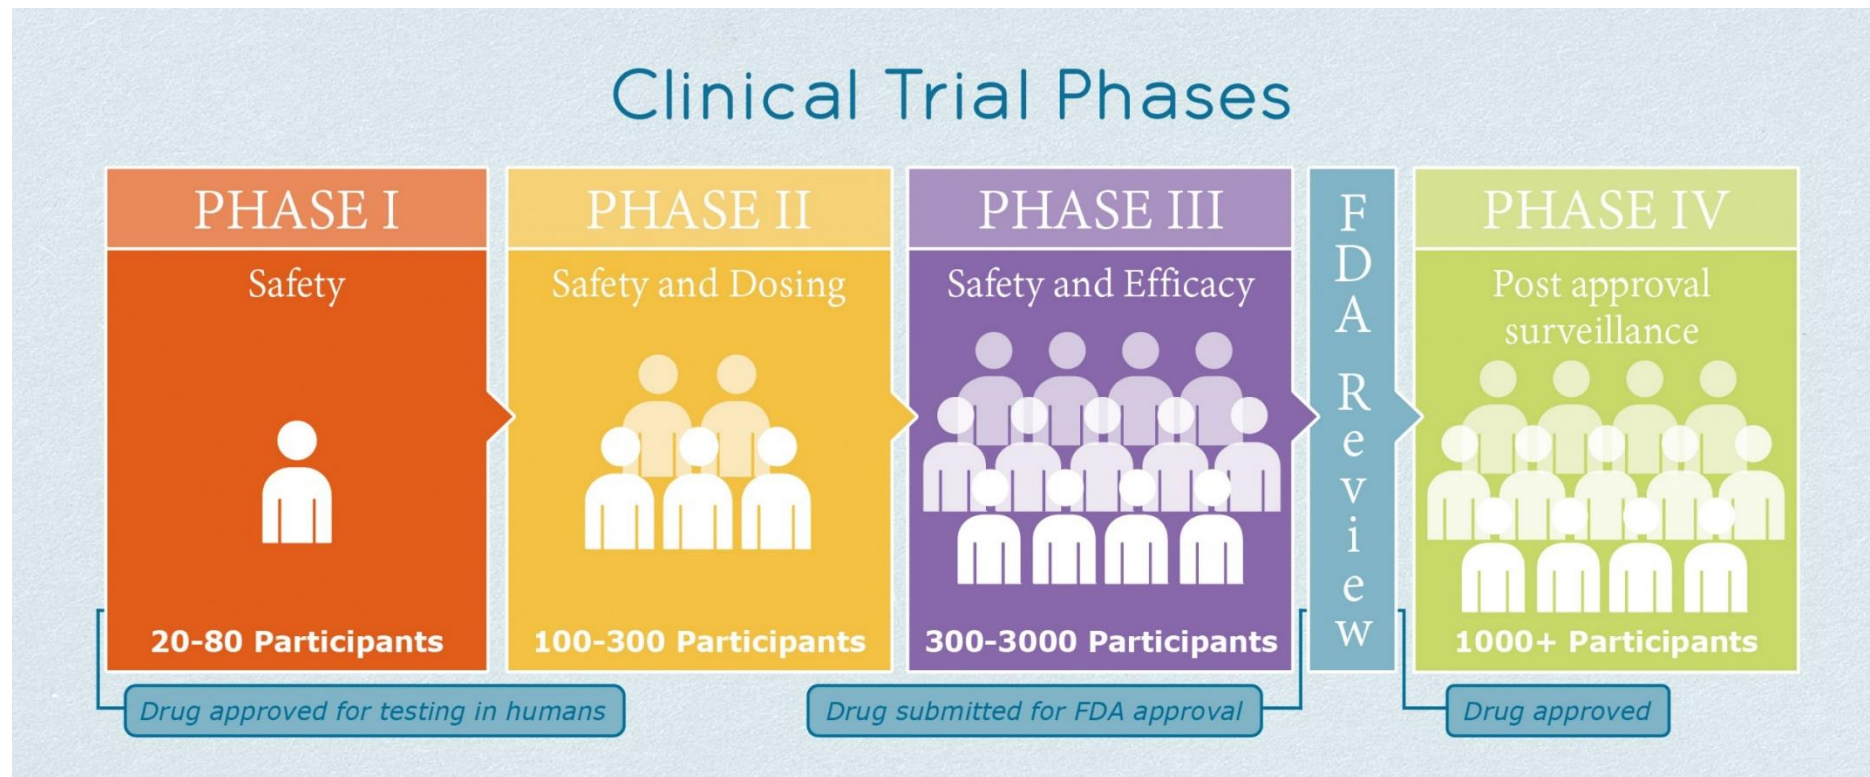 Clinical Trial Phases
PHASE I
Safety
20-80 Participants
PHASE II
Safety and Dosing
100-300 Participants
PHASE III
Safety and Efficacy
300-3000 Participants
FDA Review
PHASE IV
Post approval
surveillance
1000+ Participants
Drug approved for testing in humans
Drug submitted for FDA approval
Drug approved